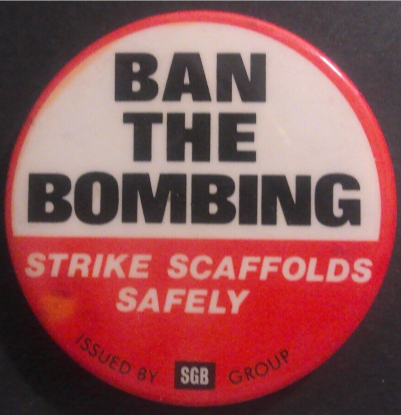 BAN
THE
BOMBING
STRIKE SCAFFOLDS
SAFELY
ISSUED BY SGB GROUP